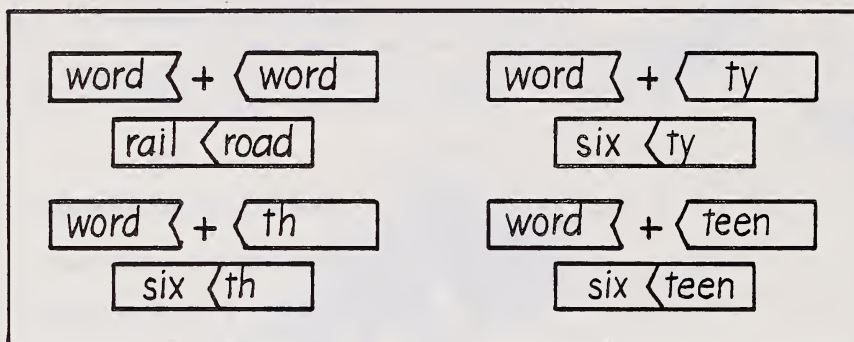 word + word
rail road
word + th
six th
word + ty
six ty
word + teen
six teen